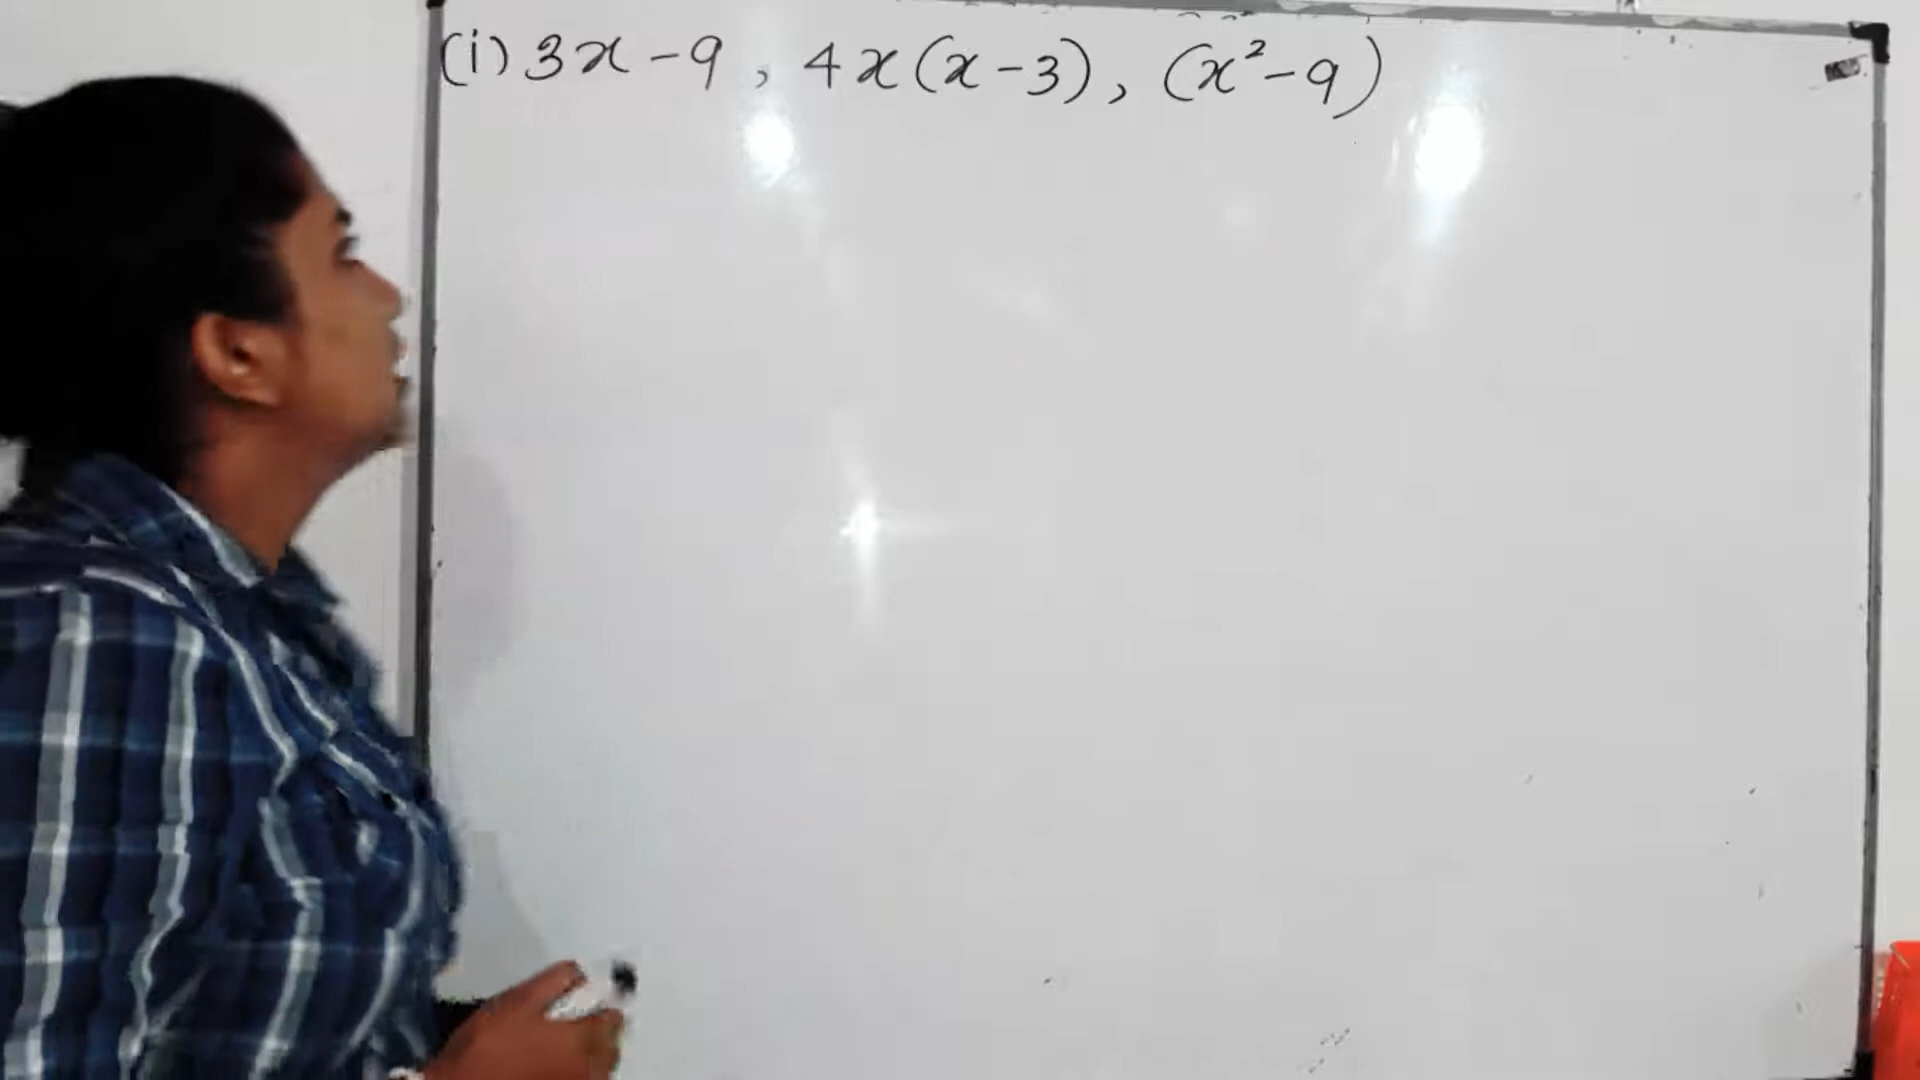 (i) 3x - 9 , 4x(x - 3) , (x² - 9)